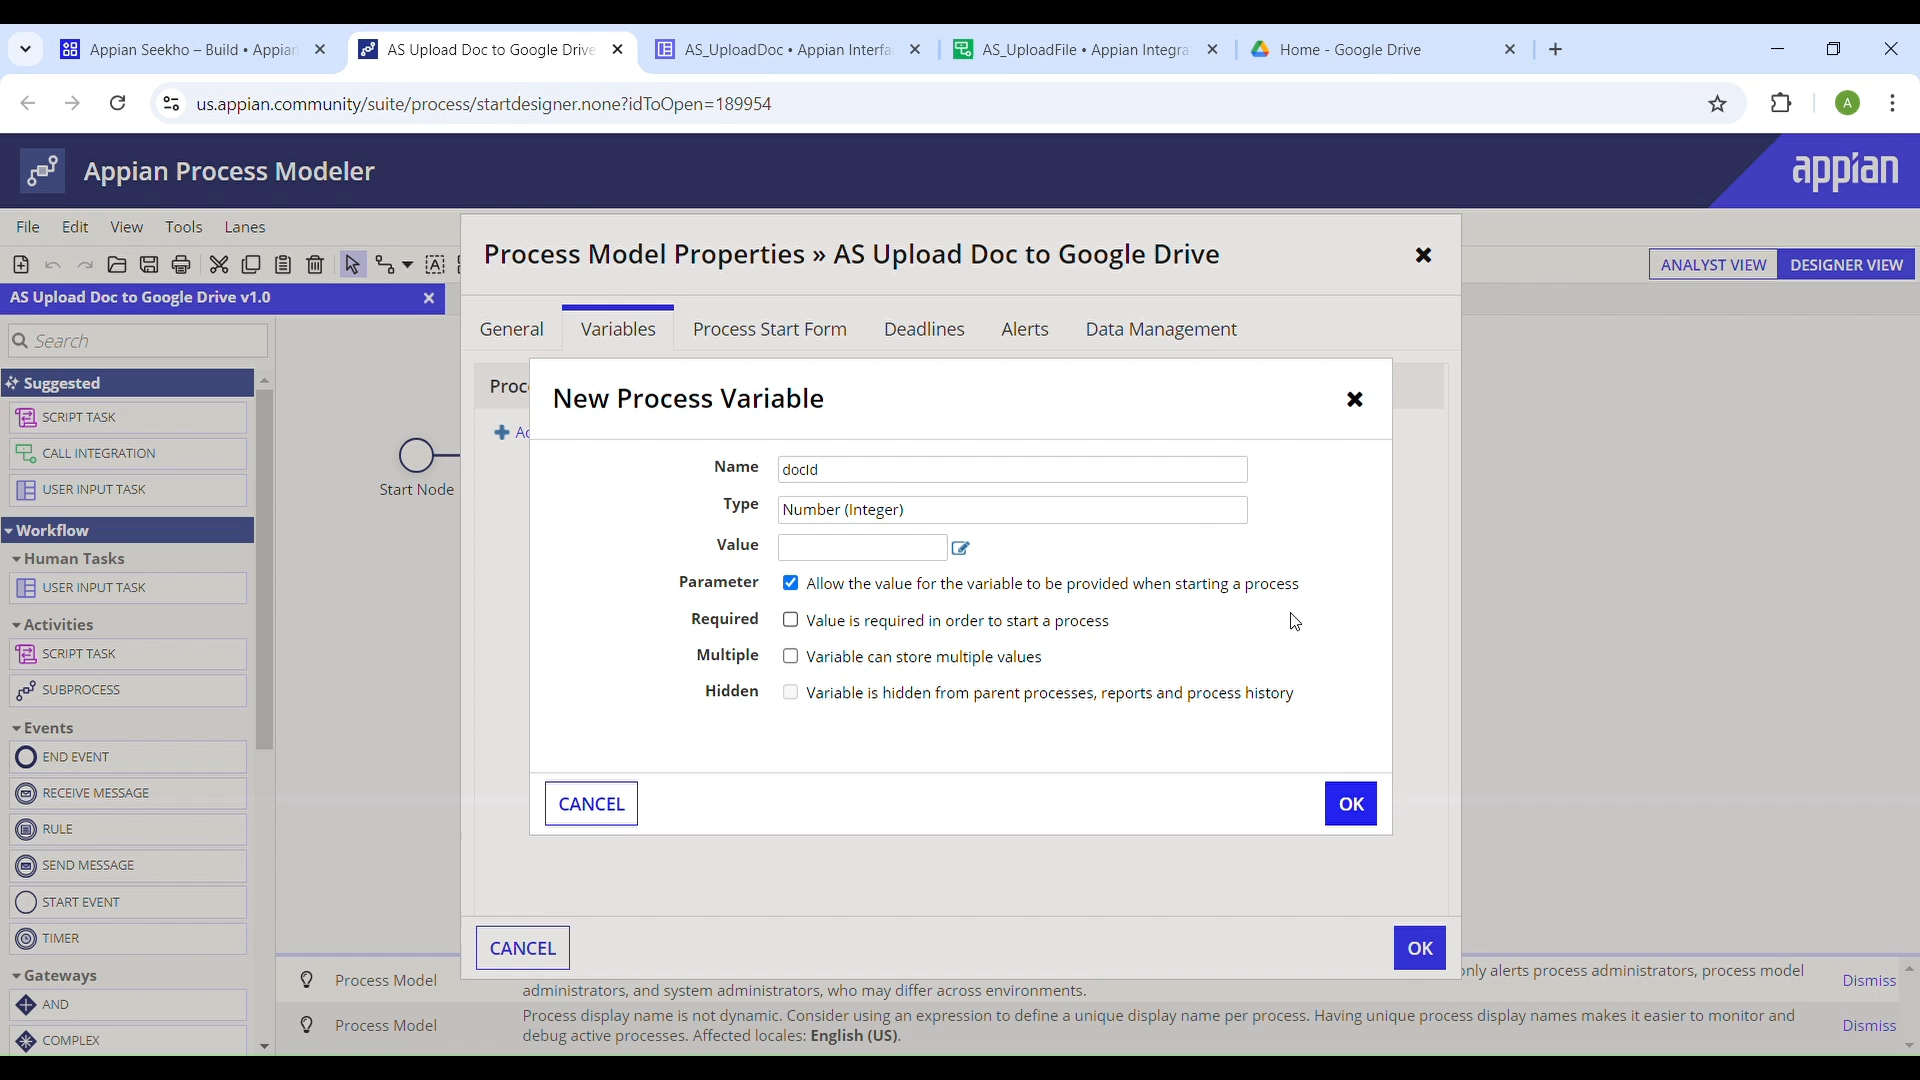 Appian Seekho – Build • Appian
AS Upload Doc to Google Drive
AS_UploadDoc • Appian Interfa
AS_UploadFile • Appian Integra
Home - Google Drive
us.appian.community/suite/process/startdesigner.none?idToOpen=189954
A
Appian Process Modeler
appian
File Edit View Tools Lanes
ANALYST VIEW DESIGNER VIEW
AS Upload Doc to Google Drive v1.0
Search
Suggested
SCRIPT TASK
CALL INTEGRATION
USER INPUT TASK
Workflow
Human Tasks
USER INPUT TASK
Activities
SCRIPT TASK
SUBPROCESS
Events
END EVENT
RECEIVE MESSAGE
RULE
SEND MESSAGE
START EVENT
TIMER
Gateways
AND
COMPLEX
Start Node
Process Model Properties » AS Upload Doc to Google Drive
General Variables Process Start Form Deadlines Alerts Data Management
Proc
Ad
New Process Variable
Name docId
Type Number (Integer)
Value
Parameter Allow the value for the variable to be provided when starting a process
Required Value is required in order to start a process
Multiple Variable can store multiple values
Hidden Variable is hidden from parent processes, reports and process history
CANCEL OK
CANCEL OK
Process Model
only alerts process administrators, process model
administrators, and system administrators, who may differ across environments.
Dismiss
Process Model
Process display name is not dynamic. Consider using an expression to define a unique display name per process. Having unique process display names makes it easier to monitor and
debug active processes. Affected locales: English (US).
Dismiss